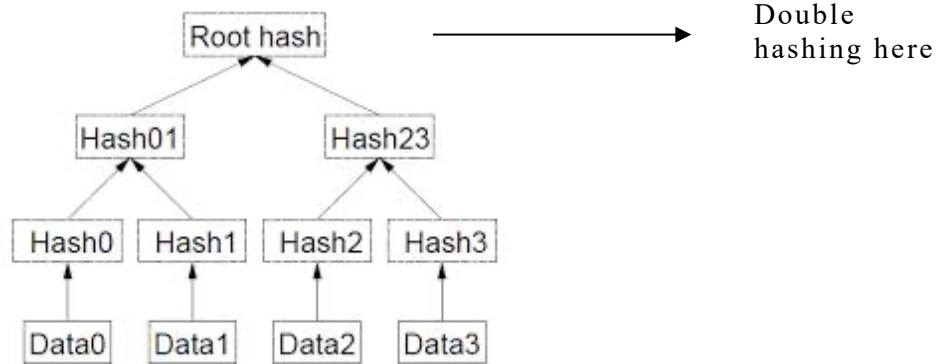 Root hash
Double
hashing here
Hash01
Hash23
Hash0
Hash1
Hash2
Hash3
Data0
Data1
Data2
Data3